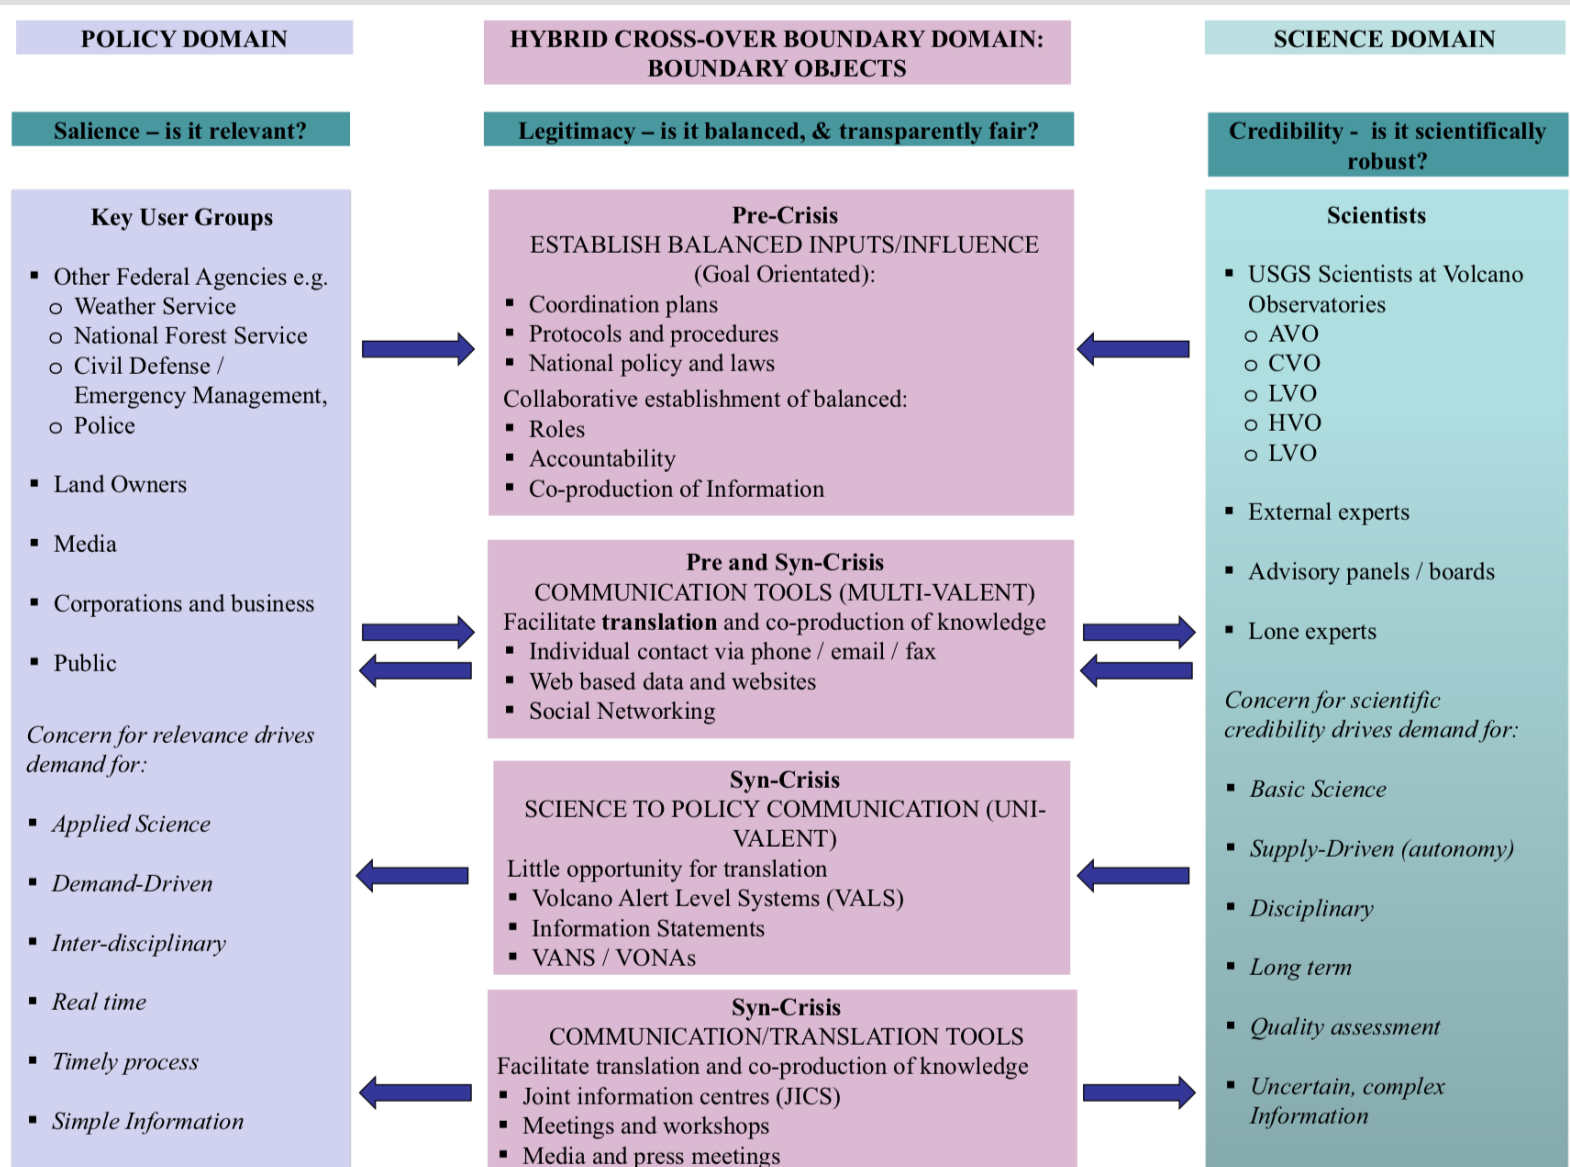 POLICY DOMAIN
Salience – is it relevant?
Key User Groups
▪ Other Federal Agencies e.g.
o Weather Service
o National Forest Service
o Civil Defense /
Emergency Management,
o Police
▪ Land Owners
▪ Media
▪ Corporations and business
▪ Public
Concern for relevance drives
demand for:
▪ Applied Science
▪ Demand-Driven
▪ Inter-disciplinary
▪ Real time
▪ Timely process
▪ Simple Information
HYBRID CROSS-OVER BOUNDARY DOMAIN:
BOUNDARY OBJECTS
Legitimacy – is it balanced, & transparently fair?
Pre-Crisis
ESTABLISH BALANCED INPUTS/INFLUENCE
(Goal Orientated):
▪ Coordination plans
▪ Protocols and procedures
▪ National policy and laws
Collaborative establishment of balanced:
▪ Roles
▪ Accountability
▪ Co-production of Information
Pre and Syn-Crisis
COMMUNICATION TOOLS (MULTI-VALENT)
Facilitate translation and co-production of knowledge
▪ Individual contact via phone / email / fax
▪ Web based data and websites
▪ Social Networking
Syn-Crisis
SCIENCE TO POLICY COMMUNICATION (UNI-
VALENT)
Little opportunity for translation
▪ Volcano Alert Level Systems (VALS)
▪ Information Statements
▪ VANS / VONAs
Syn-Crisis
COMMUNICATION/TRANSLATION TOOLS
Facilitate translation and co-production of knowledge
▪ Joint information centres (JICS)
▪ Meetings and workshops
▪ Media and press meetings
SCIENCE DOMAIN
Credibility - is it scientifically
robust?
Scientists
▪ USGS Scientists at Volcano
Observatories
o AVO
o CVO
o LVO
o HVO
o LVO
▪ External experts
▪ Advisory panels / boards
▪ Lone experts
Concern for scientific
credibility drives demand for:
▪ Basic Science
▪ Supply-Driven (autonomy)
▪ Disciplinary
▪ Long term
▪ Quality assessment
▪ Uncertain, complex
Information